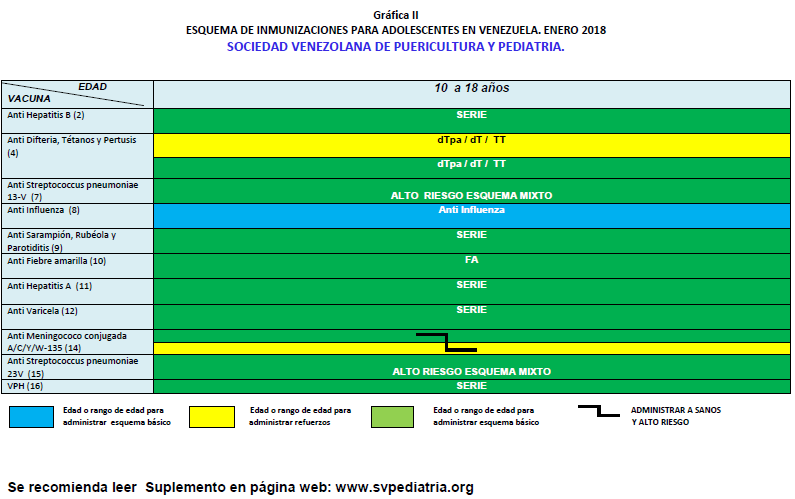 Gráfica II
ESQUEMA DE INMUNIZACIONES PARA ADOLESCENTES EN VENEZUELA. ENERO 2018
SOCIEDAD VENEZOLANA DE PUERICULTURA Y PEDIATRIA.
EDAD
VACUNA
10 a 18 años
Anti Hepatitis B (2)
SERIE
Anti Difteria, Tétanos y Pertusis
(4)
dTpa / dT / TT
dTpa / dT / TT
Anti Streptococcus pneumoniae
13-V (7)
ALTO RIESGO ESQUEMA MIXTO
Anti Influenza (8)
Anti Influenza
Anti Sarampión, Rubéola y
Parotiditis (9)
SERIE
Anti Fiebre amarilla (10)
FA
Anti Hepatitis A (11)
SERIE
Anti Varicela (12)
SERIE
Anti Meningococo conjugada
A/C/Y/W-135 (14)
Anti Streptococcus pneumoniae
23V (15)
ALTO RIESGO ESQUEMA MIXTO
VPH (16)
SERIE
Edad o rango de edad para
administrar esquema básico
Edad o rango de edad para
administrar refuerzos
Edad o rango de edad para
administrar esquema básico
ADMINISTRAR A SANOS
Y ALTO RIESGO
Se recomienda leer Suplemento en página web: www.svpediatria.org